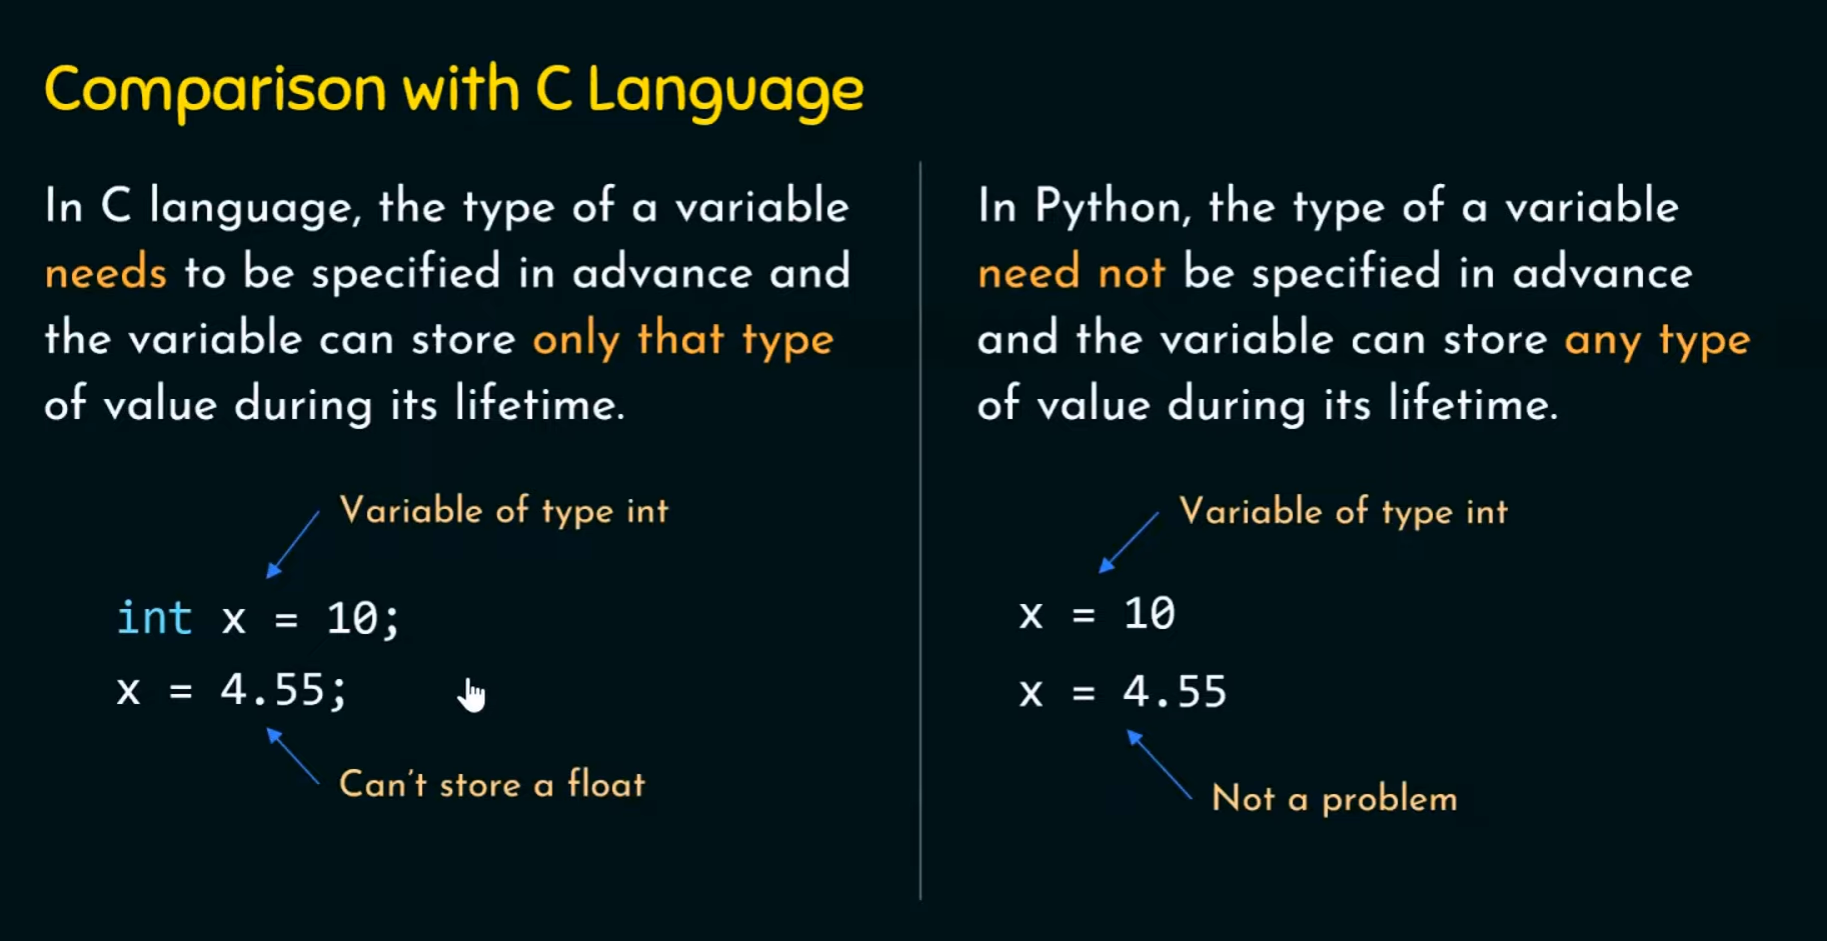 Comparison with C Language
In C language, the type of a variable
needs to be specified in advance and
the variable can store only that type
of value during its lifetime.
Variable of type int
int x = 10;
x = 4.55;
Can't store a float
In Python, the type of a variable
need not be specified in advance
and the variable can store any type
of value during its lifetime.
Variable of type int
x = 10
x = 4.55
Not a problem